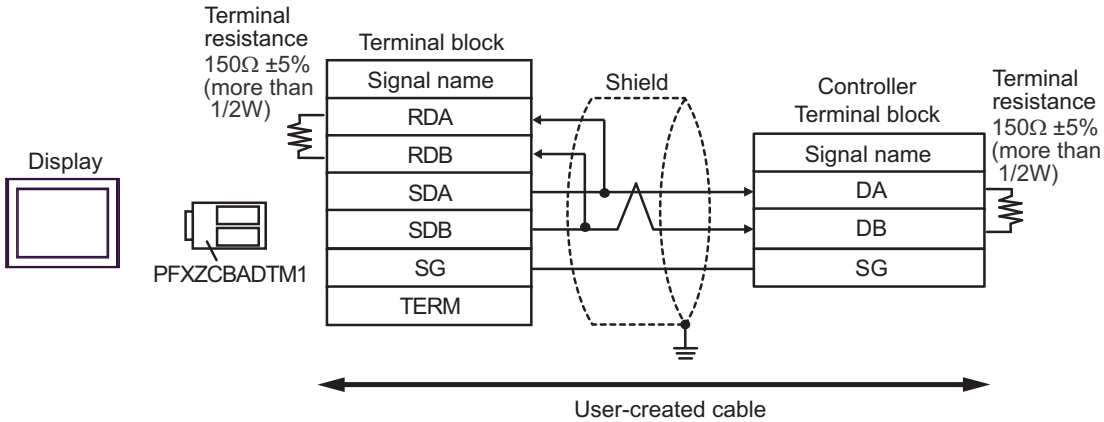 Terminal
resistance
150Ω ±5%
(more than
1/2W)
Terminal block
Signal name
RDA
RDB
SDA
SDB
SG
TERM
Shield
Controller
Terminal block
Signal name
DA
DB
SG
Terminal
resistance
150Ω ±5%
(more than
1/2W)
Display
PFXZCBADTM1
User-created cable